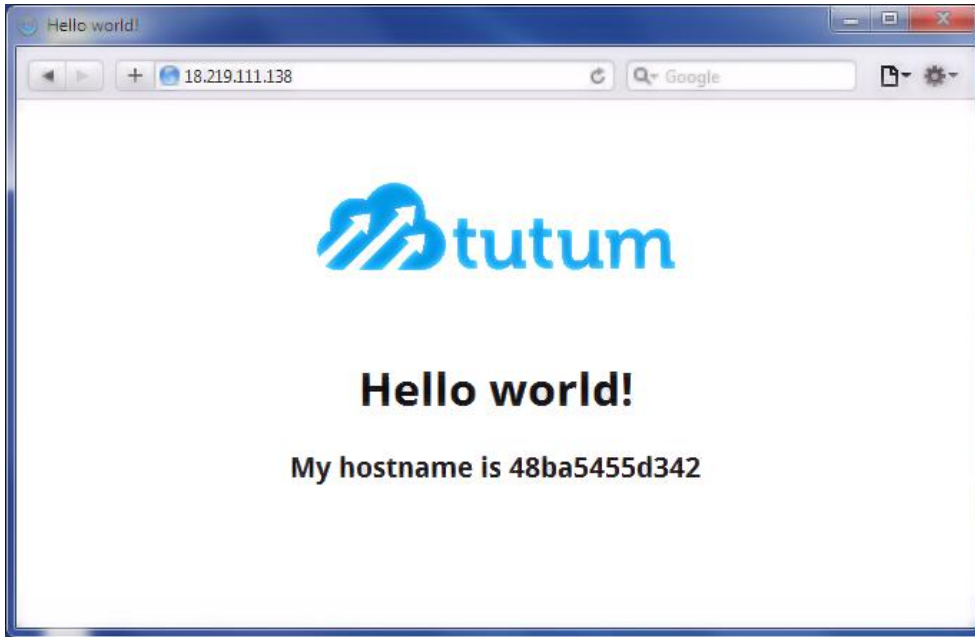 Hello world!
18.219.111.138
Google
tutum
Hello world!
My hostname is 48ba5455d342